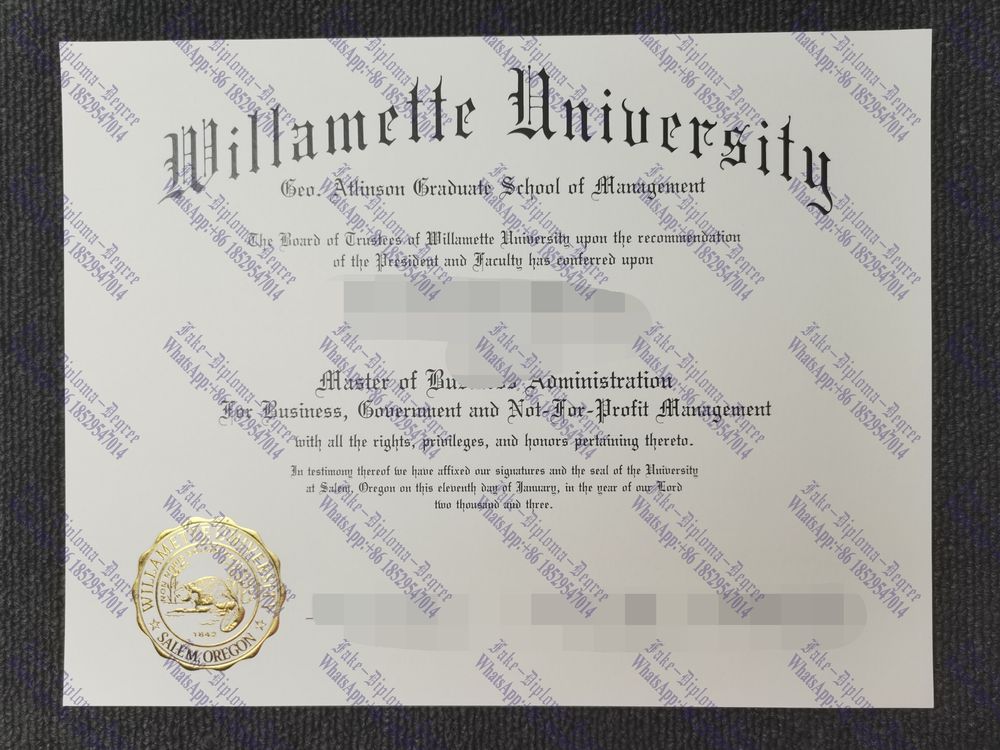 Willamette University
Geo. Atkinson Graduate School of Management
The Board of Trustees of Willamette University upon the recommendation
of the President and Faculty has conferred upon
Master of Business Administration
For Business, Government and Not-For-Profit Management
with all the rights, privileges, and honors pertaining thereto.
In testimony thereof we have affixed our signatures and the seal of the University
at Salem, Oregon on this eleventh day of January, in the year of our Lord
two thousand and three.
WILLAMETTE UNIVERSITY
1842
SALEM, OREGON
Fake-Diploma-Degree
WhatsApp:+86 18529547014